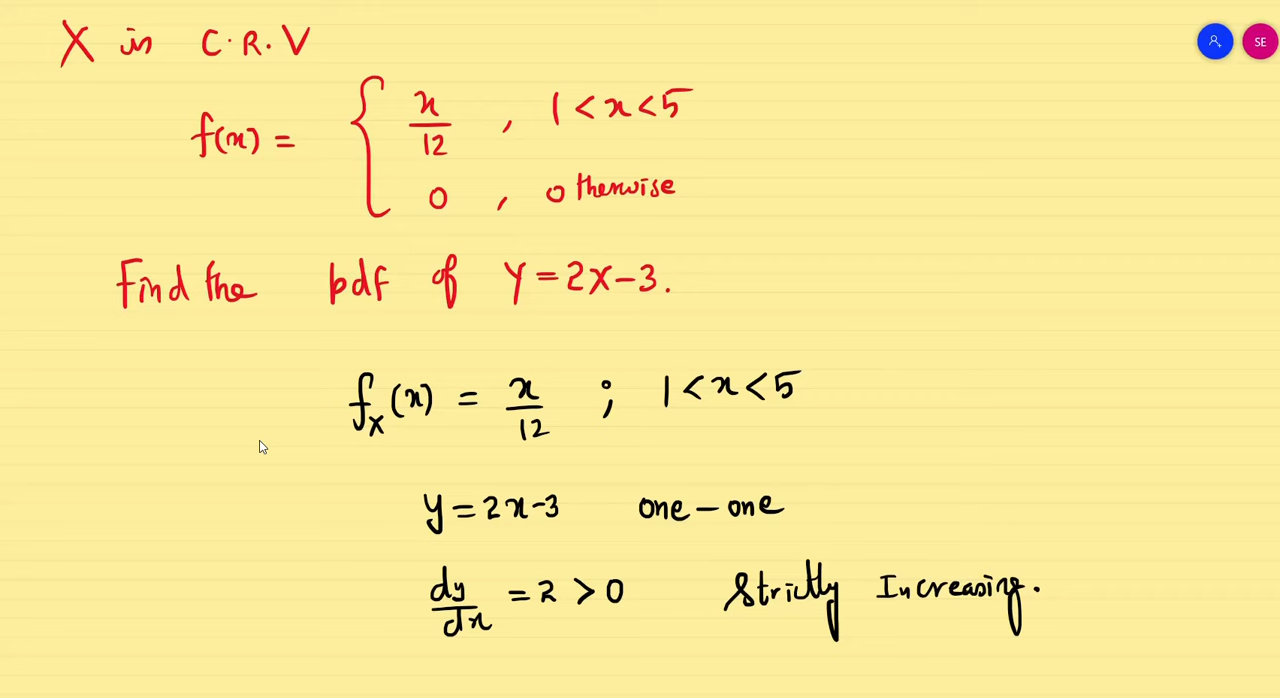 X is C.R.V
f(x) = { x/12 , 1 < x < 5
0 , otherwise
Find the pdf of Y = 2X-3.
f_X(x) = x/12 ; 1 < x < 5
y = 2x-3 one-one
dy/dx = 2 > 0 Strictly Increasing.
SE